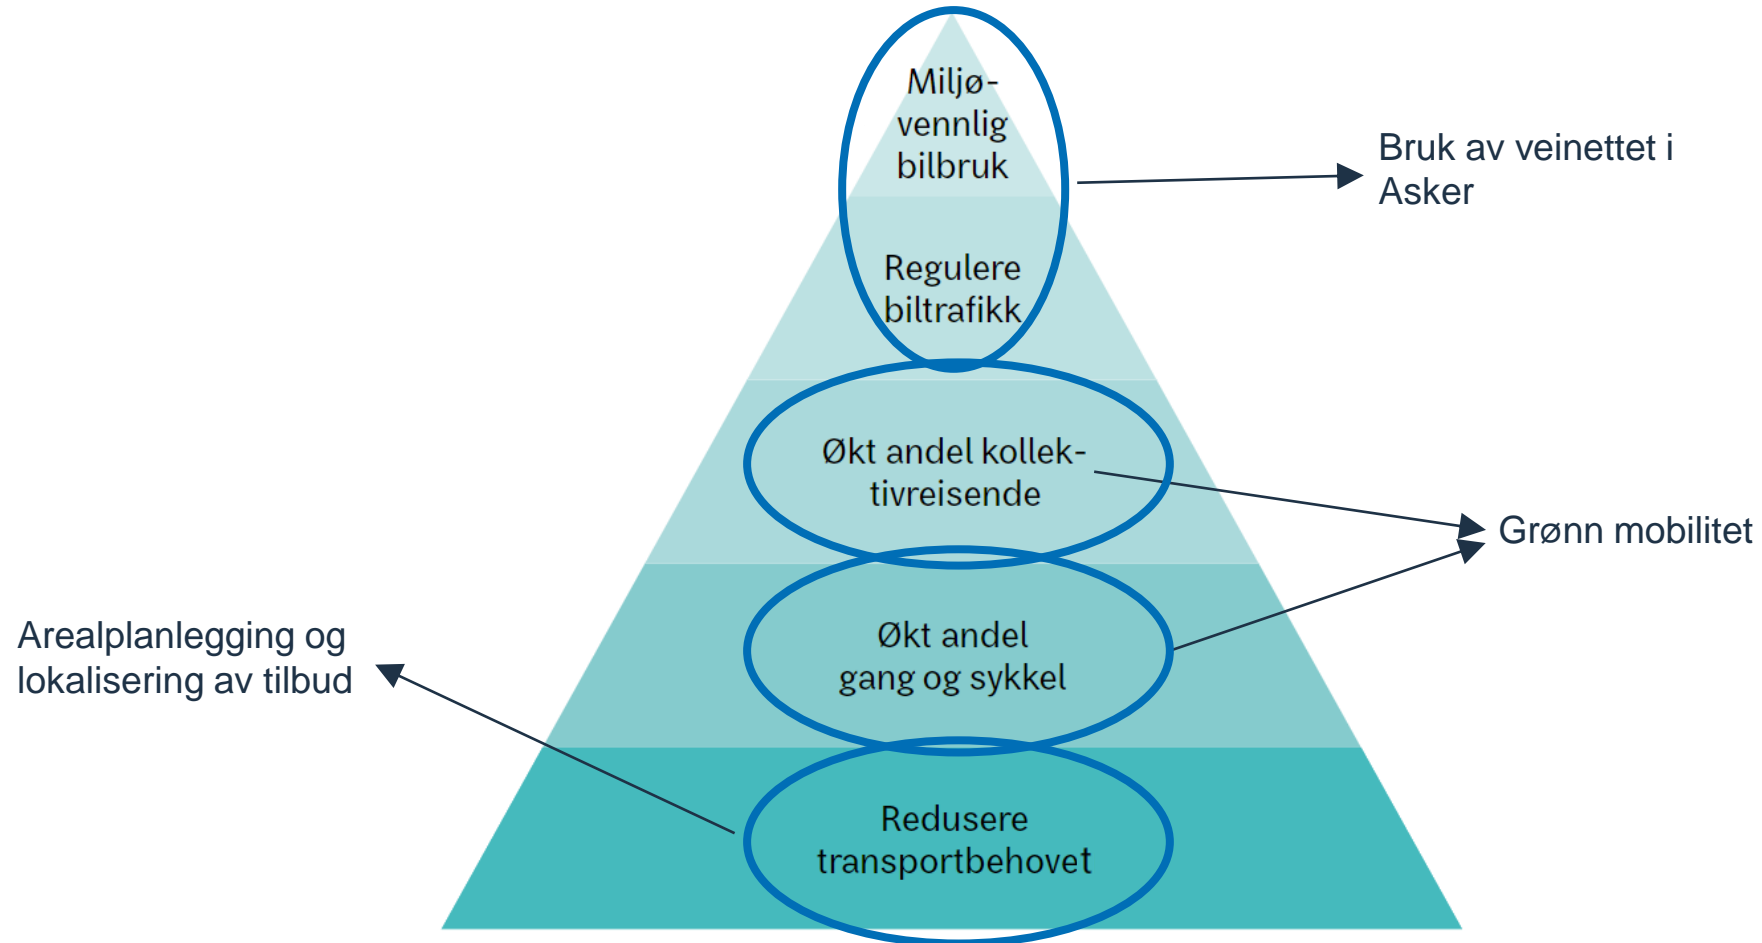 Miljø-
vennlig
bilbruk
Bruk av veinettet i
Asker
Regulere
biltrafikk
Økt andel kollek-
tivreisende
Grønn mobilitet
Økt andel
gang og sykkel
Arealplanlegging og
lokalisering av tilbud
Redusere
transportbehovet